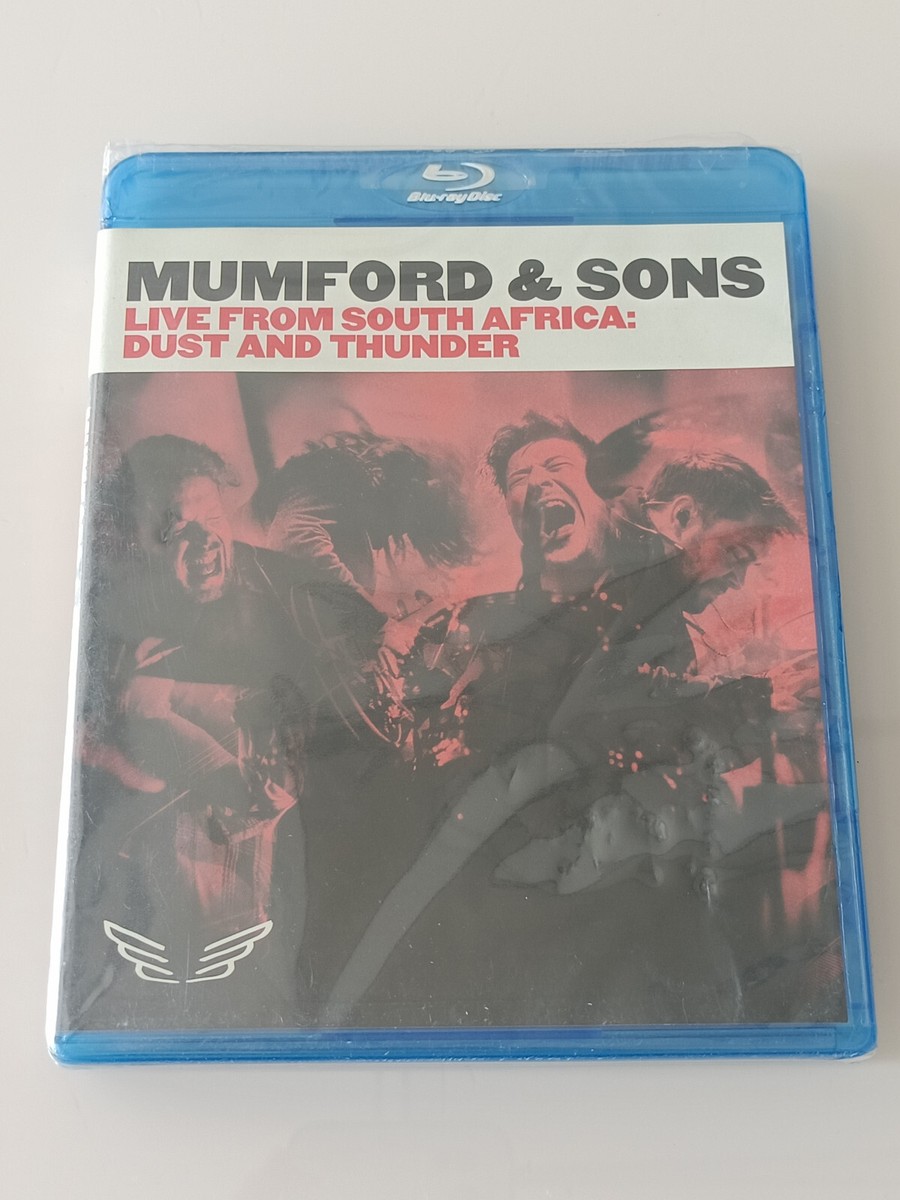 Blu-ray Disc
MUMFORD & SONS
LIVE FROM SOUTH AFRICA:
DUST AND THUNDER